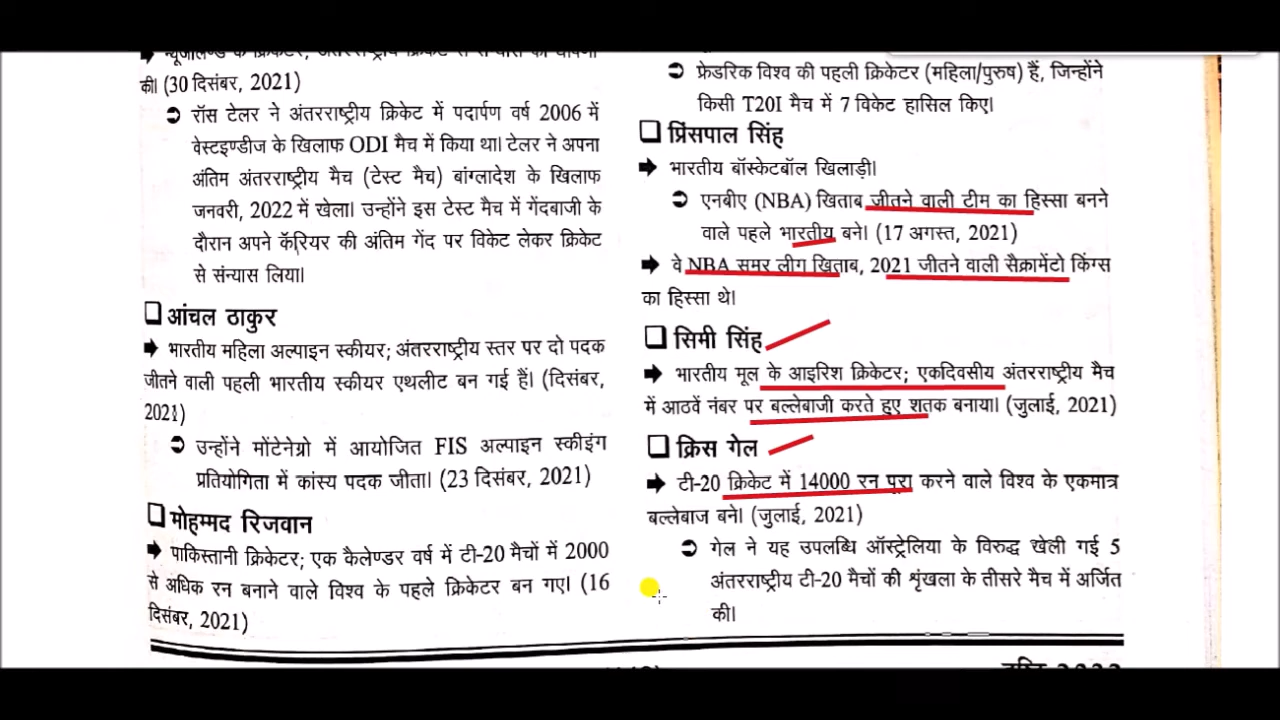 न्यूजीलैण्ड के क्रिकेटर; अंतरराष्ट्रीय क्रिकेट से संन्यास की घोषणा
की। (30 दिसंबर, 2021)
रॉस टेलर ने अंतरराष्ट्रीय क्रिकेट में पदार्पण वर्ष 2006 में
वेस्टइण्डीज के खिलाफ ODI मैच में किया था। टेलर ने अपना
अंतिम अंतरराष्ट्रीय मैच (टेस्ट मैच) बांग्लादेश के खिलाफ
जनवरी, 2022 में खेला। उन्होंने इस टेस्ट मैच में गेंदबाजी के
दौरान अपने कॅरियर की अंतिम गेंद पर विकेट लेकर क्रिकेट
से संन्यास लिया।
आंचल ठाकुर
भारतीय महिला अल्पाइन स्कीयर; अंतरराष्ट्रीय स्तर पर दो पदक
जीतने वाली पहली भारतीय स्कीयर एथलीट बन गई हैं। (दिसंबर,
2021)
उन्होंने मोंटेनेग्रो में आयोजित FIS अल्पाइन स्कीइंग
प्रतियोगिता में कांस्य पदक जीता। (23 दिसंबर, 2021)
मोहम्मद रिजवान
पाकिस्तानी क्रिकेटर; एक कैलेण्डर वर्ष में टी-20 मैचों में 2000
से अधिक रन बनाने वाले विश्व के पहले क्रिकेटर बन गए। (16
दिसंबर, 2021)
फ्रेडरिक विश्व की पहली क्रिकेटर (महिला/पुरुष) हैं, जिन्होंने
किसी T20I मैच में 7 विकेट हासिल किए।
प्रिंसपाल सिंह
भारतीय बॉस्केटबॉल खिलाड़ी।
एनबीए (NBA) खिताब जीतने वाली टीम का हिस्सा बनने
वाले पहले भारतीय बने। (17 अगस्त, 2021)
वे NBA समर लीग खिताब, 2021 जीतने वाली सैक्रामेंटो किंग्स
का हिस्सा थे।
सिमी सिंह
भारतीय मूल के आइरिश क्रिकेटर; एकदिवसीय अंतरराष्ट्रीय मैच
में आठवें नंबर पर बल्लेबाजी करते हुए शतक बनाया। (जुलाई, 2021)
क्रिस गेल
टी-20 क्रिकेट में 14000 रन पूरा करने वाले विश्व के एकमात्र
बल्लेबाज बने। (जुलाई, 2021)
गेल ने यह उपलब्धि ऑस्ट्रेलिया के विरुद्ध खेली गई 5
अंतरराष्ट्रीय टी-20 मैचों की शृंखला के तीसरे मैच में अर्जित
की।